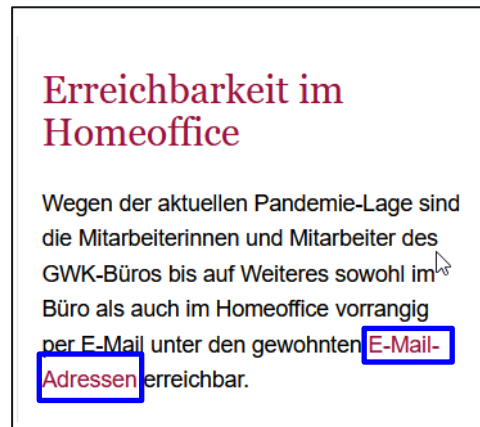 Erreichbarkeit im
Homeoffice
Wegen der aktuellen Pandemie-Lage sind
die Mitarbeiterinnen und Mitarbeiter des
GWK-Büros bis auf Weiteres sowohl im
Büro als auch im Homeoffice vorrangig
per E-Mail unter den gewohnten E-Mail-
Adressen erreichbar.